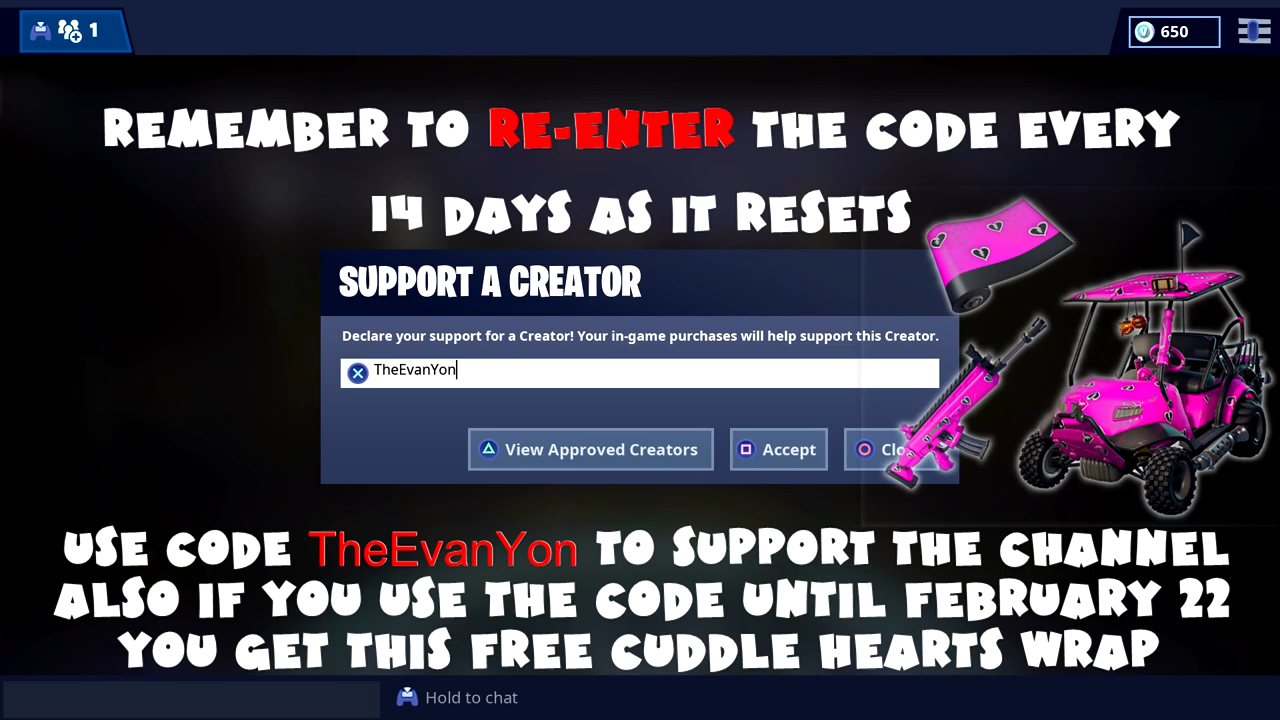 1
650
REMEMBER TO RE-ENTER THE CODE EVERY
14 DAYS AS IT RESETS
SUPPORT A CREATOR
Declare your support for a Creator! Your in-game purchases will help support this Creator.
TheEvanYon
View Approved Creators
Accept
Clo
USE CODE TheEvanYon TO SUPPORT THE CHANNEL
ALSO IF YOU USE THE CODE UNTIL FEBRUARY 22
YOU GET THIS FREE CUDDLE HEARTS WRAP
Hold to chat